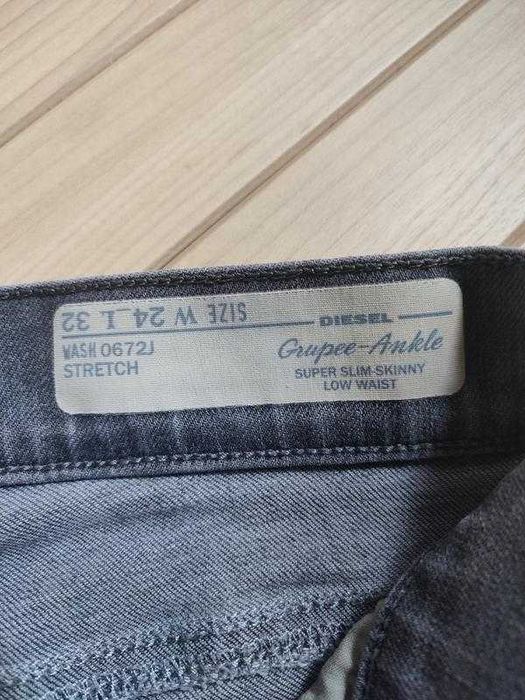 SIZE W 24 L 32
DIESEL
WASH 0672J
STRETCH
Grupee-Ankle
SUPER SLIM-SKINNY
LOW WAIST